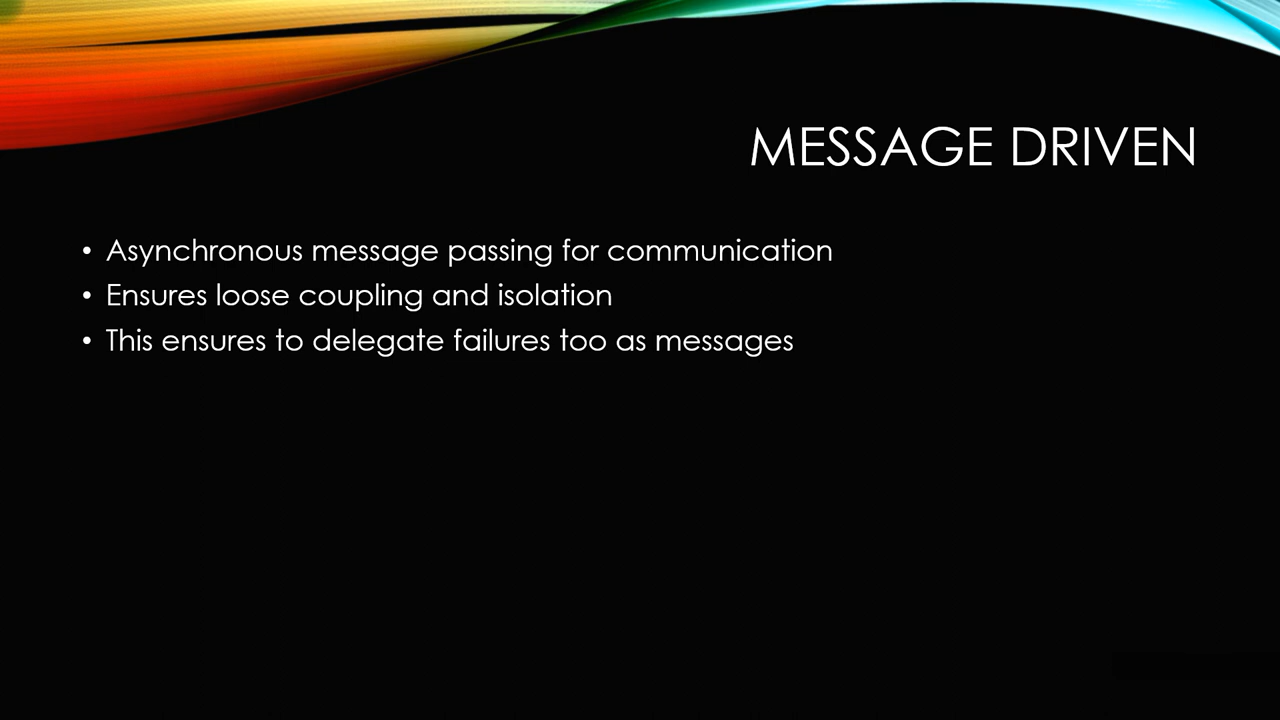 MESSAGE DRIVEN
• Asynchronous message passing for communication
• Ensures loose coupling and isolation
• This ensures to delegate failures too as messages